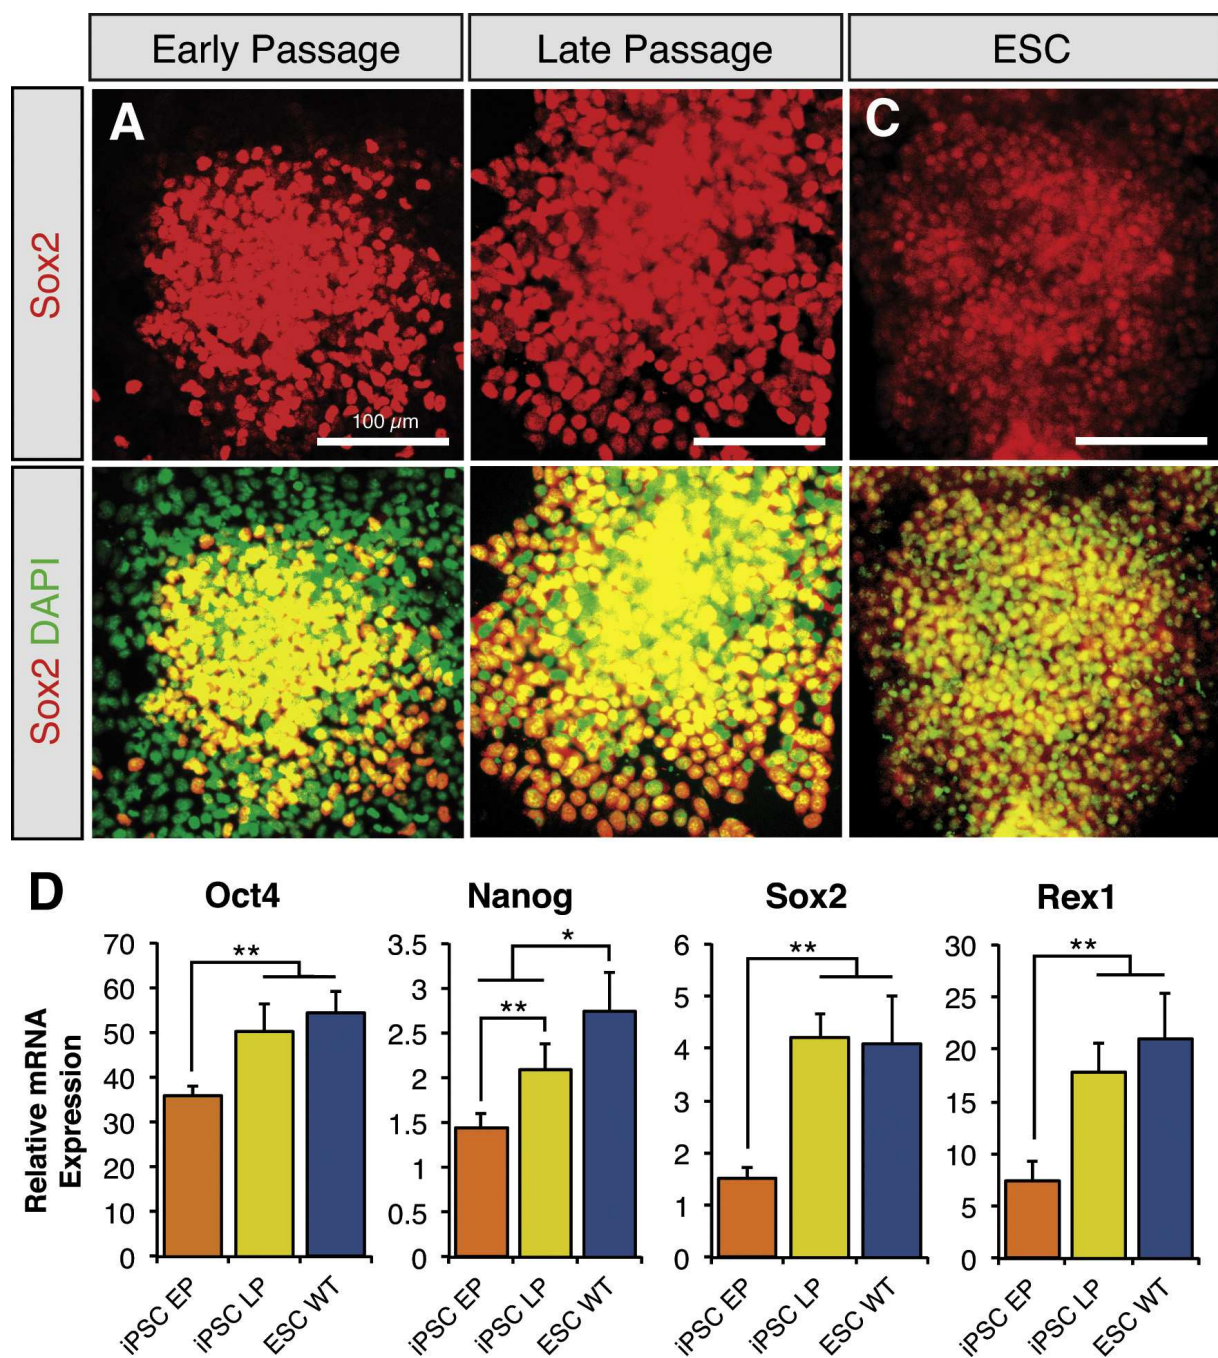 Early Passage
Late Passage
ESC
Sox2
A
C
100 µm
Sox2 DAPI
D
Oct4
Nanog
Sox2
Rex1
Relative mRNA
Expression
70
60
50
40
30
20
10
0
**
iPSC EP
iPSC LP
ESC WT
3.5
3
2.5
2
1.5
1
0.5
0
*
**
iPSC EP
iPSC LP
ESC WT
6
5
4
3
2
1
0
**
iPSC EP
iPSC LP
ESC WT
30
25
20
15
10
5
0
**
iPSC EP
iPSC LP
ESC WT